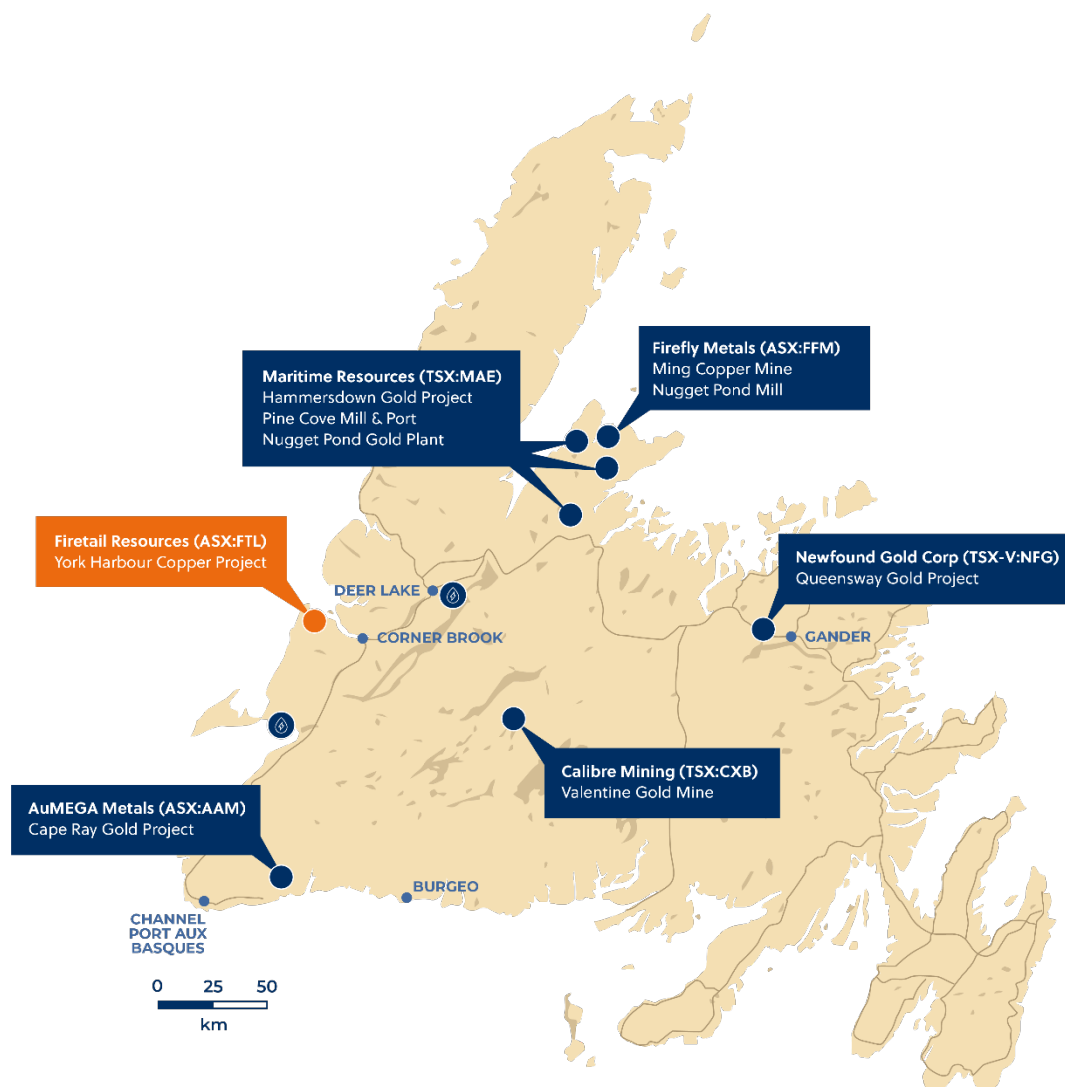 Firefly Metals (ASX:FFM)
Ming Copper Mine
Nugget Pond Mill
Maritime Resources (TSX:MAE)
Hammersdown Gold Project
Pine Cove Mill & Port
Nugget Pond Gold Plant
Firetail Resources (ASX:FTL)
York Harbour Copper Project
Newfound Gold Corp (TSX-V:NFG)
Queensway Gold Project
DEER LAKE
CORNER BROOK
GANDER
Calibre Mining (TSX:CXB)
Valentine Gold Mine
AuMEGA Metals (ASX:AAM)
Cape Ray Gold Project
BURGEO
CHANNEL
PORT AUX
BASQUES
0 25 50
km